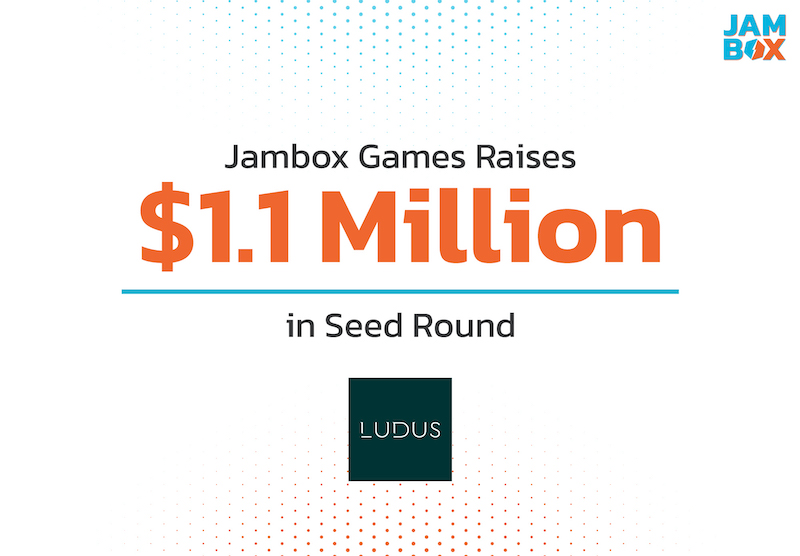 JAM
BOX
Jambox Games Raises
$1.1 Million
in Seed Round
LUDUS